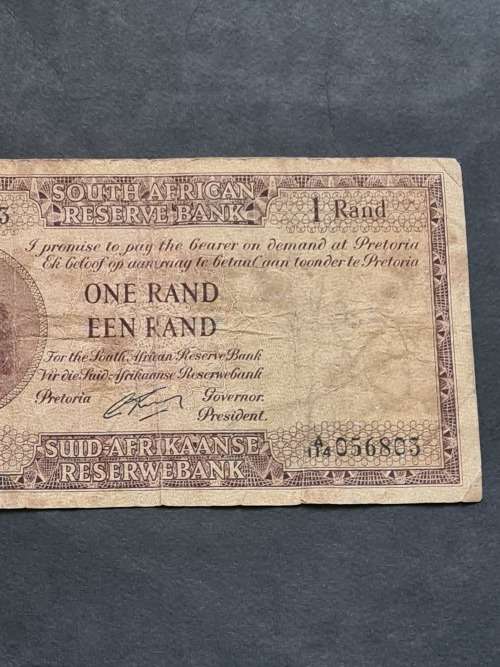 SOUTH AFRICAN
RESERVE BANK
3
1 Rand
I promise to pay the bearer on demand at Pretoria
Ek beloof op aanvraag te betaal aan toonder te Pretoria
ONE RAND
EEN RAND
For the South African Reserve Bank
Vir die Suid-Afrikaanse Reserwebank
Pretoria
Governor.
President.
SUID-AFRIKAANSE
RESERWEBANK
A/114 056803